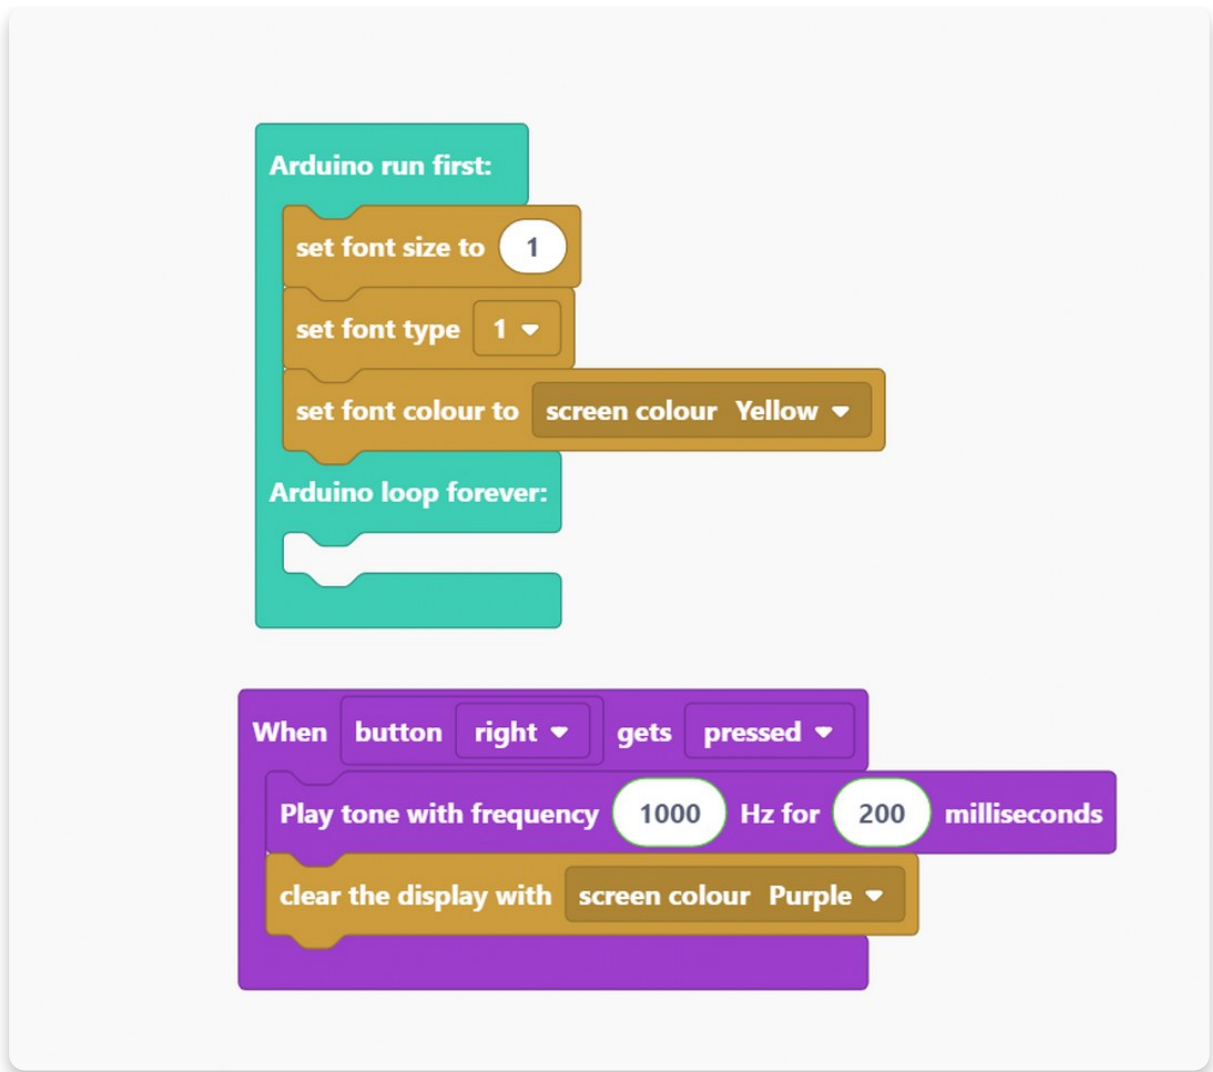 Arduino run first:
set font size to 1
set font type 1
set font colour to screen colour Yellow
Arduino loop forever:
When button right gets pressed
Play tone with frequency 1000 Hz for 200 milliseconds
clear the display with screen colour Purple